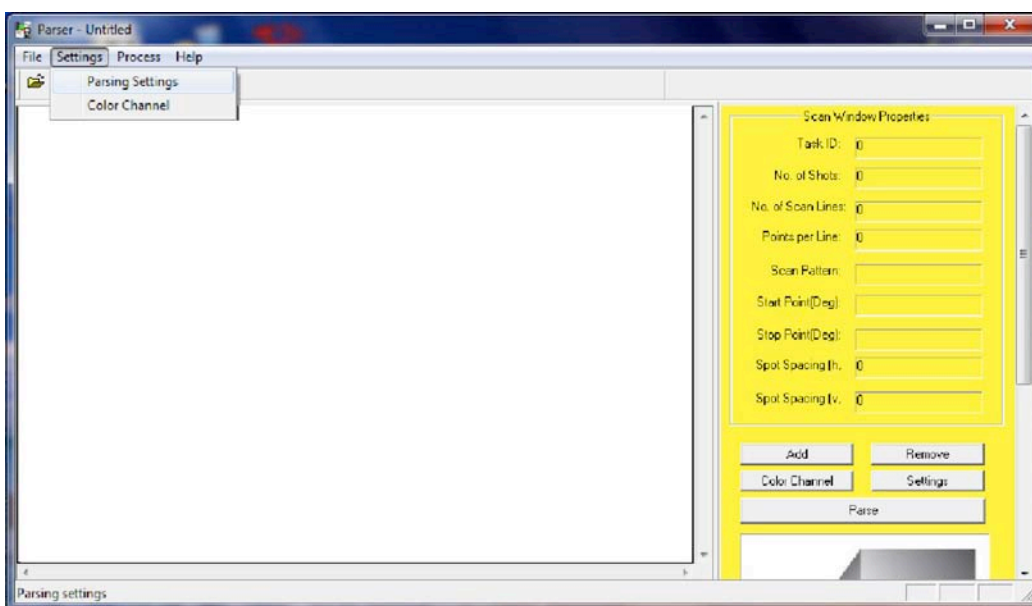 Parser - Untitled
File Settings Process Help
Parsing Settings
Color Channel
Scan Window Properties
Task ID: 0
No. of Shots: 0
No. of Scan Lines: 0
Points per Line: 0
Scan Pattern:
Start Point(Deg):
Stop Point(Deg):
Spot Spacing (h, 0
Spot Spacing (v, 0
Add Remove
Color Channel Settings
Parse
Parsing settings